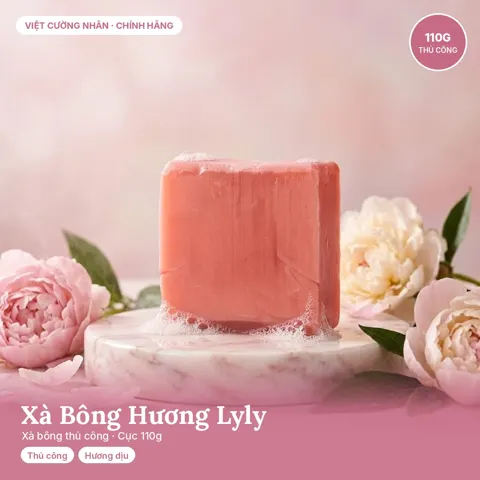 VIỆT CƯỜNG NHÂN · CHÍNH HÃNG
110G
THỦ CÔNG
Xà Bông Hương Lyly
Xà bông thủ công · Cục 110g
Thủ công
Hương dịu